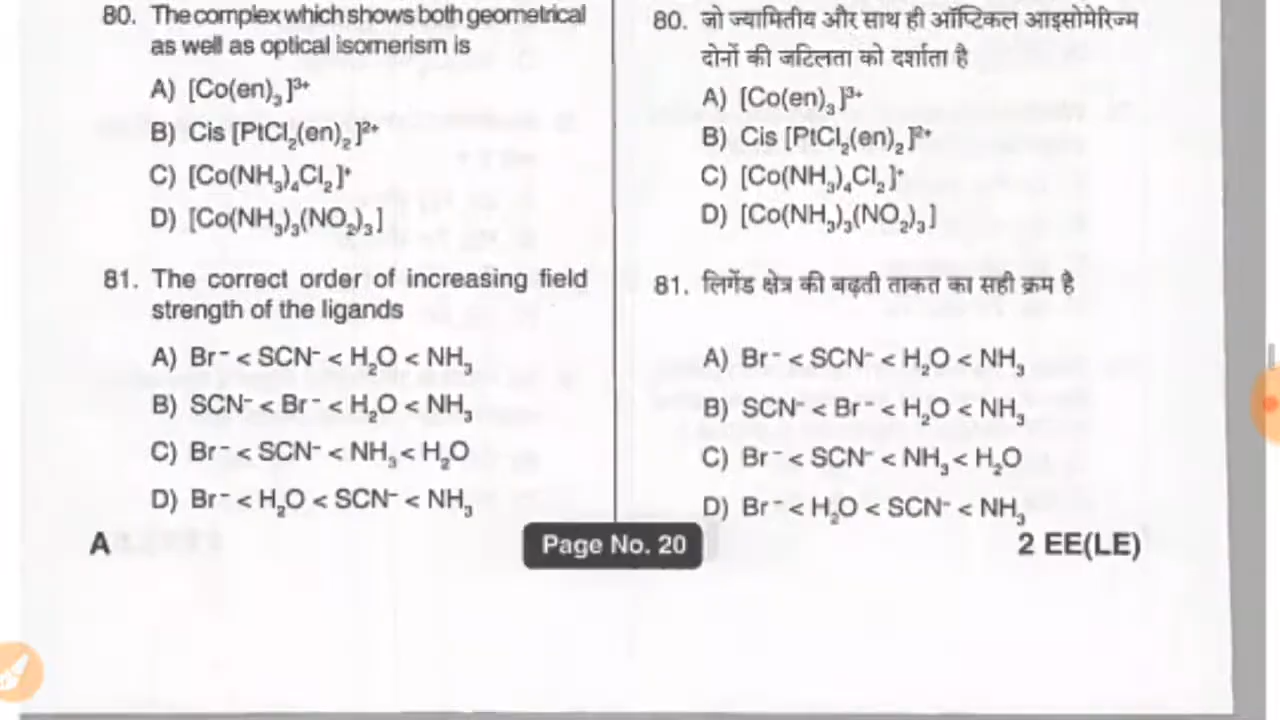 80. The complex which shows both geometrical
as well as optical isomerism is
A) [Co(en)₃]³⁺
B) Cis [PtCl₂(en)₂]²⁺
C) [Co(NH₃)₄Cl₂]⁺
D) [Co(NH₃)₃(NO₂)₃]
81. The correct order of increasing field
strength of the ligands
A) Br⁻ < SCN⁻ < H₂O < NH₃
B) SCN⁻ < Br⁻ < H₂O < NH₃
C) Br⁻ < SCN⁻ < NH₃ < H₂O
D) Br⁻ < H₂O < SCN⁻ < NH₃
80. जो ज्यामितीय और साथ ही ऑप्टिकल आइसोमेरिज्म
दोनों की जटिलता को दर्शाता है
A) [Co(en)₃]³⁺
B) Cis [PtCl₂(en)₂]²⁺
C) [Co(NH₃)₄Cl₂]⁺
D) [Co(NH₃)₃(NO₂)₃]
81. लिगेंड क्षेत्र की बढ़ती ताकत का सही क्रम है
A) Br⁻ < SCN⁻ < H₂O < NH₃
B) SCN⁻ < Br⁻ < H₂O < NH₃
C) Br⁻ < SCN⁻ < NH₃ < H₂O
D) Br⁻ < H₂O < SCN⁻ < NH₃
A
Page No. 20
2 EE(LE)